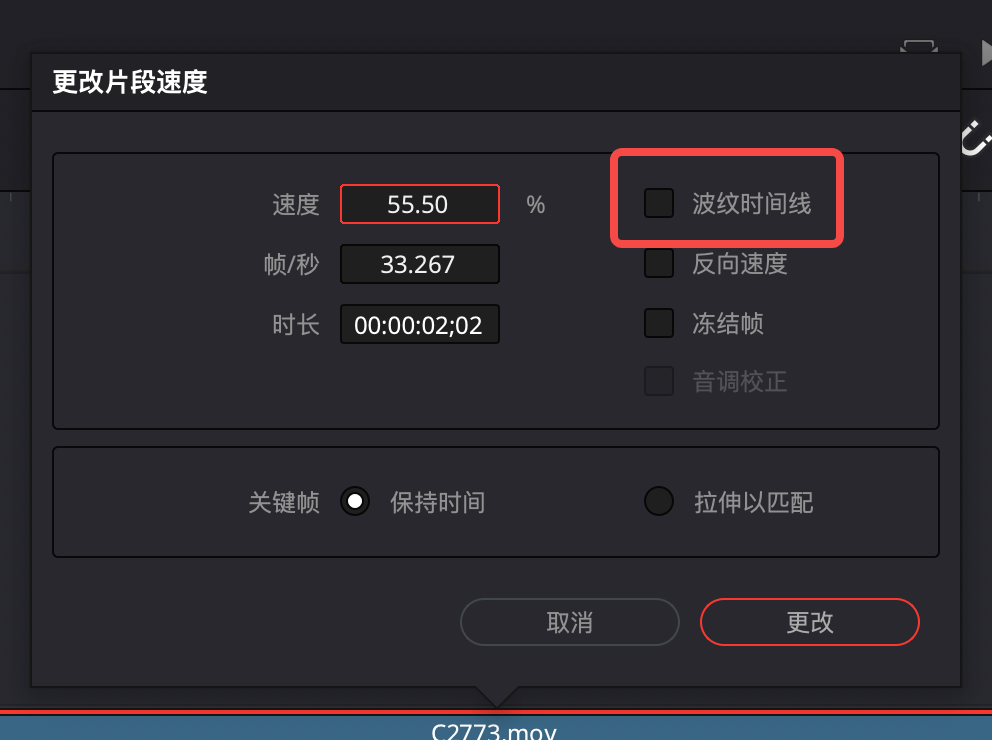 更改片段速度
速度 55.50 % 波纹时间线
帧/秒 33.267 反向速度
时长 00:00:02;02 冻结帧
音调校正
关键帧 保持时间 拉伸以匹配
取消 更改
C2773.mov